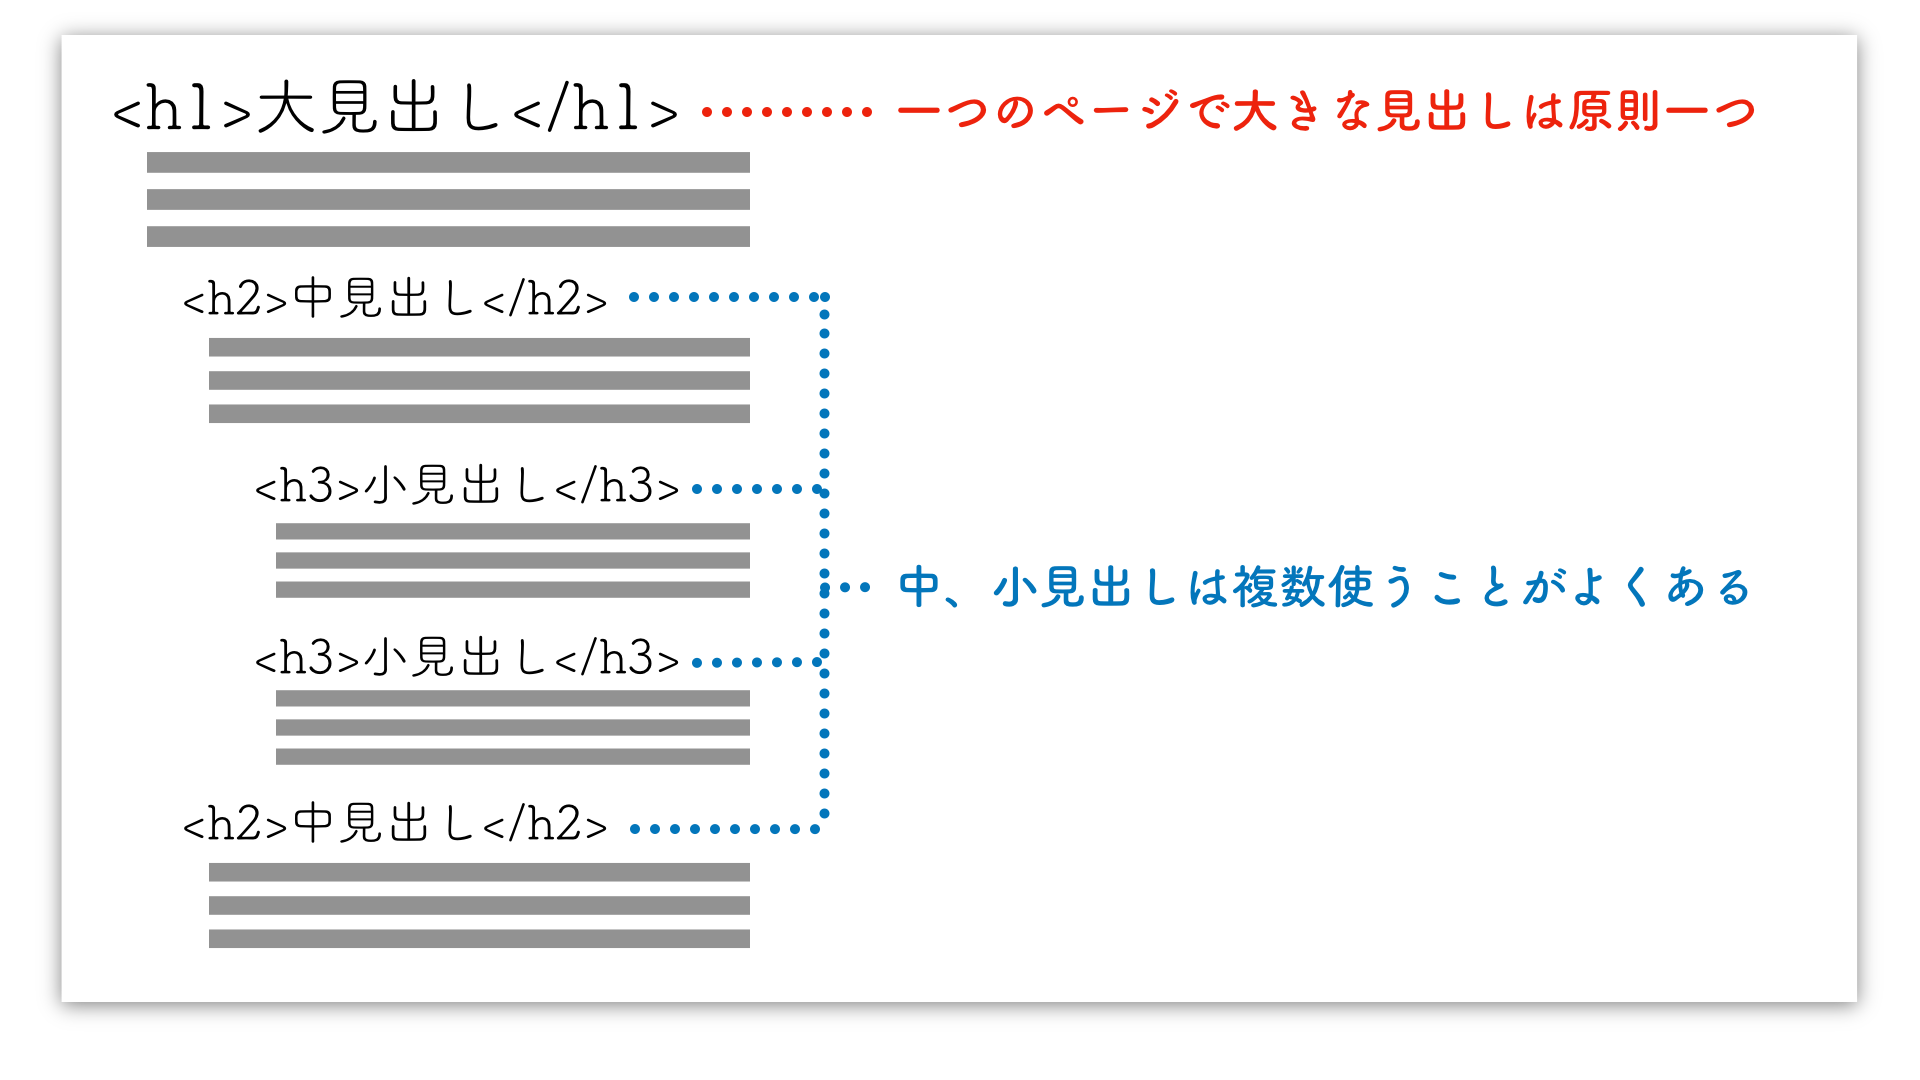 <h1>大見出し</h1>
一つのページで大きな見出しは原則一つ
<h2>中見出し</h2>
<h3>小見出し</h3>
中、小見出しは複数使うことがよくある
<h3>小見出し</h3>
<h2>中見出し</h2>